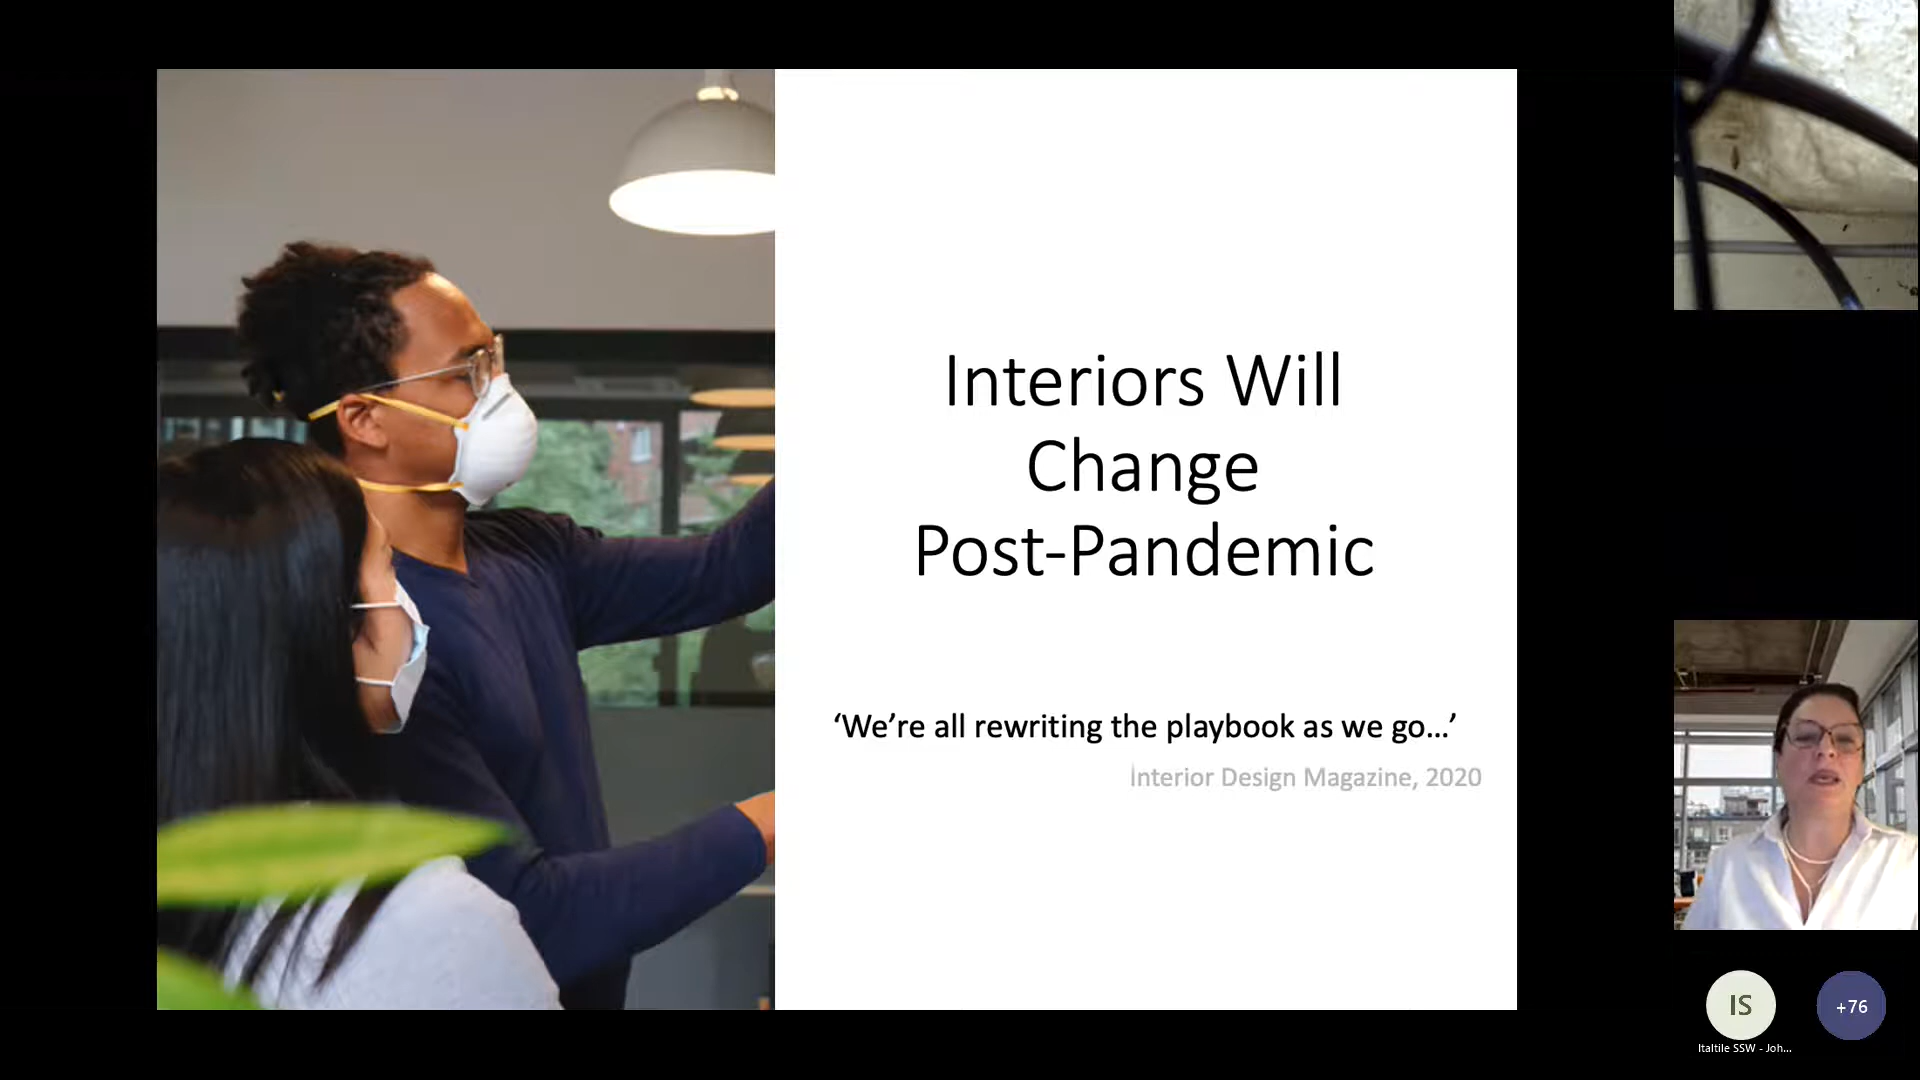 Interiors Will
Change
Post-Pandemic
‘We’re all rewriting the playbook as we go...’
Interior Design Magazine, 2020
IS
+76
Italtile SSW - Joh...